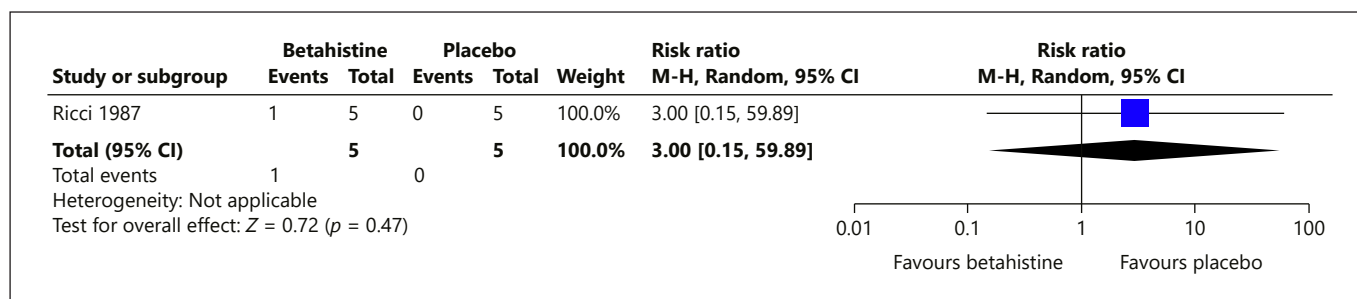 Betahistine Placebo Risk ratio Risk ratio
Study or subgroup Events Total Events Total Weight M-H, Random, 95% CI M-H, Random, 95% CI
Ricci 1987 1 5 0 5 100.0% 3.00 [0.15, 59.89]
Total (95% CI) 5 5 100.0% 3.00 [0.15, 59.89]
Total events 1 0
Heterogeneity: Not applicable
Test for overall effect: Z = 0.72 (p = 0.47)
0.01 0.1 1 10 100
Favours betahistine Favours placebo